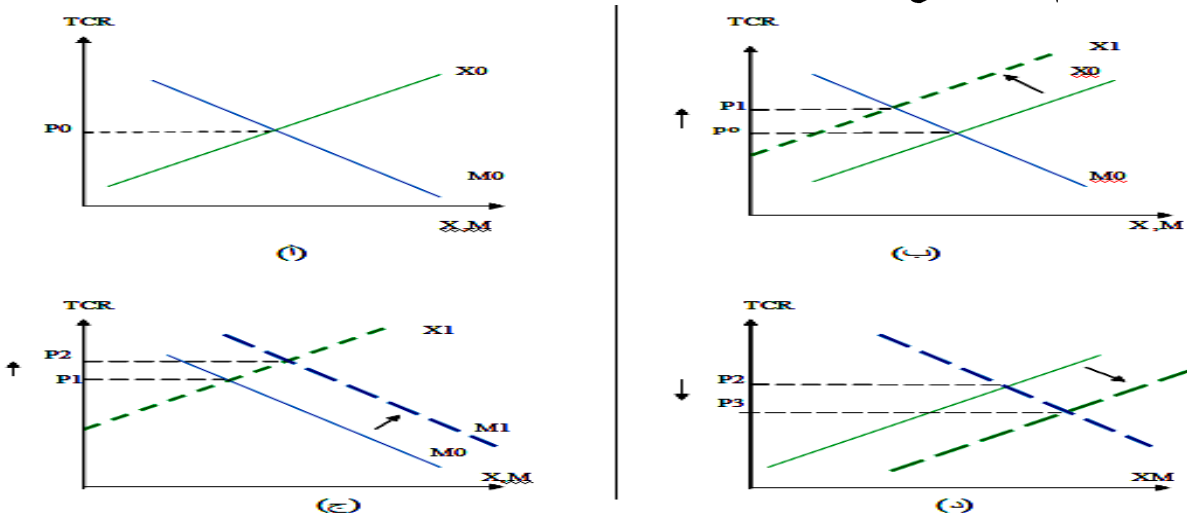 TCR
X0
P0
M0
X,M
(أ)
TCR
X1
X0
P1
P0
M0
X ,M
(ب)
TCR
X1
P2
P1
M1
M0
X,M
(ج)
TCR
P2
P3
XM
(د)